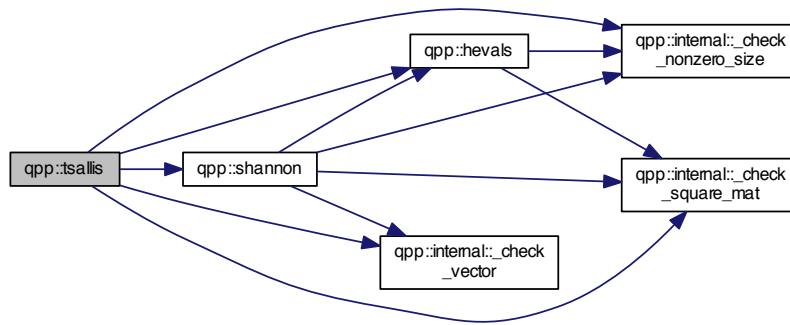 qpp::tsallis
qpp::shannon
qpp::hevals
qpp::internal::_check
_vector
qpp::internal::_check
_nonzero_size
qpp::internal::_check
_square_mat